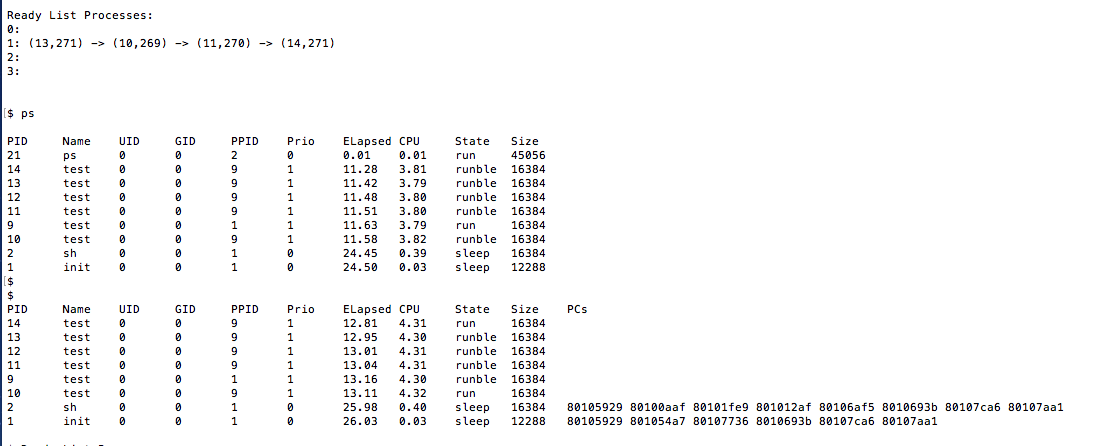 Ready List Processes:
0:
1: (13,271) -> (10,269) -> (11,270) -> (14,271)
2:
3:
[$ ps
PID Name UID GID PPID Prio ELapsed CPU State Size
21 ps 0 0 2 0 0.01 0.01 run 45056
14 test 0 0 9 1 11.28 3.81 runble 16384
13 test 0 0 9 1 11.42 3.79 runble 16384
12 test 0 0 9 1 11.48 3.80 runble 16384
11 test 0 0 9 1 11.51 3.80 runble 16384
9 test 0 0 1 1 11.63 3.79 run 16384
10 test 0 0 9 1 11.58 3.82 runble 16384
2 sh 0 0 1 0 24.45 0.39 sleep 16384
1 init 0 0 1 0 24.50 0.03 sleep 12288
[$
$
PID Name UID GID PPID Prio ELapsed CPU State Size PCs
14 test 0 0 9 1 12.81 4.31 run 16384
13 test 0 0 9 1 12.95 4.30 runble 16384
12 test 0 0 9 1 13.01 4.31 runble 16384
11 test 0 0 9 1 13.04 4.31 runble 16384
9 test 0 0 1 1 13.16 4.30 runble 16384
10 test 0 0 9 1 13.11 4.32 run 16384
2 sh 0 0 1 0 25.98 0.40 sleep 16384 80105929 80100aaf 80101fe9 801012af 80106af5 8010693b 80107ca6 80107aa1
1 init 0 0 1 0 26.03 0.03 sleep 12288 80105929 801054a7 80107736 8010693b 80107ca6 80107aa1